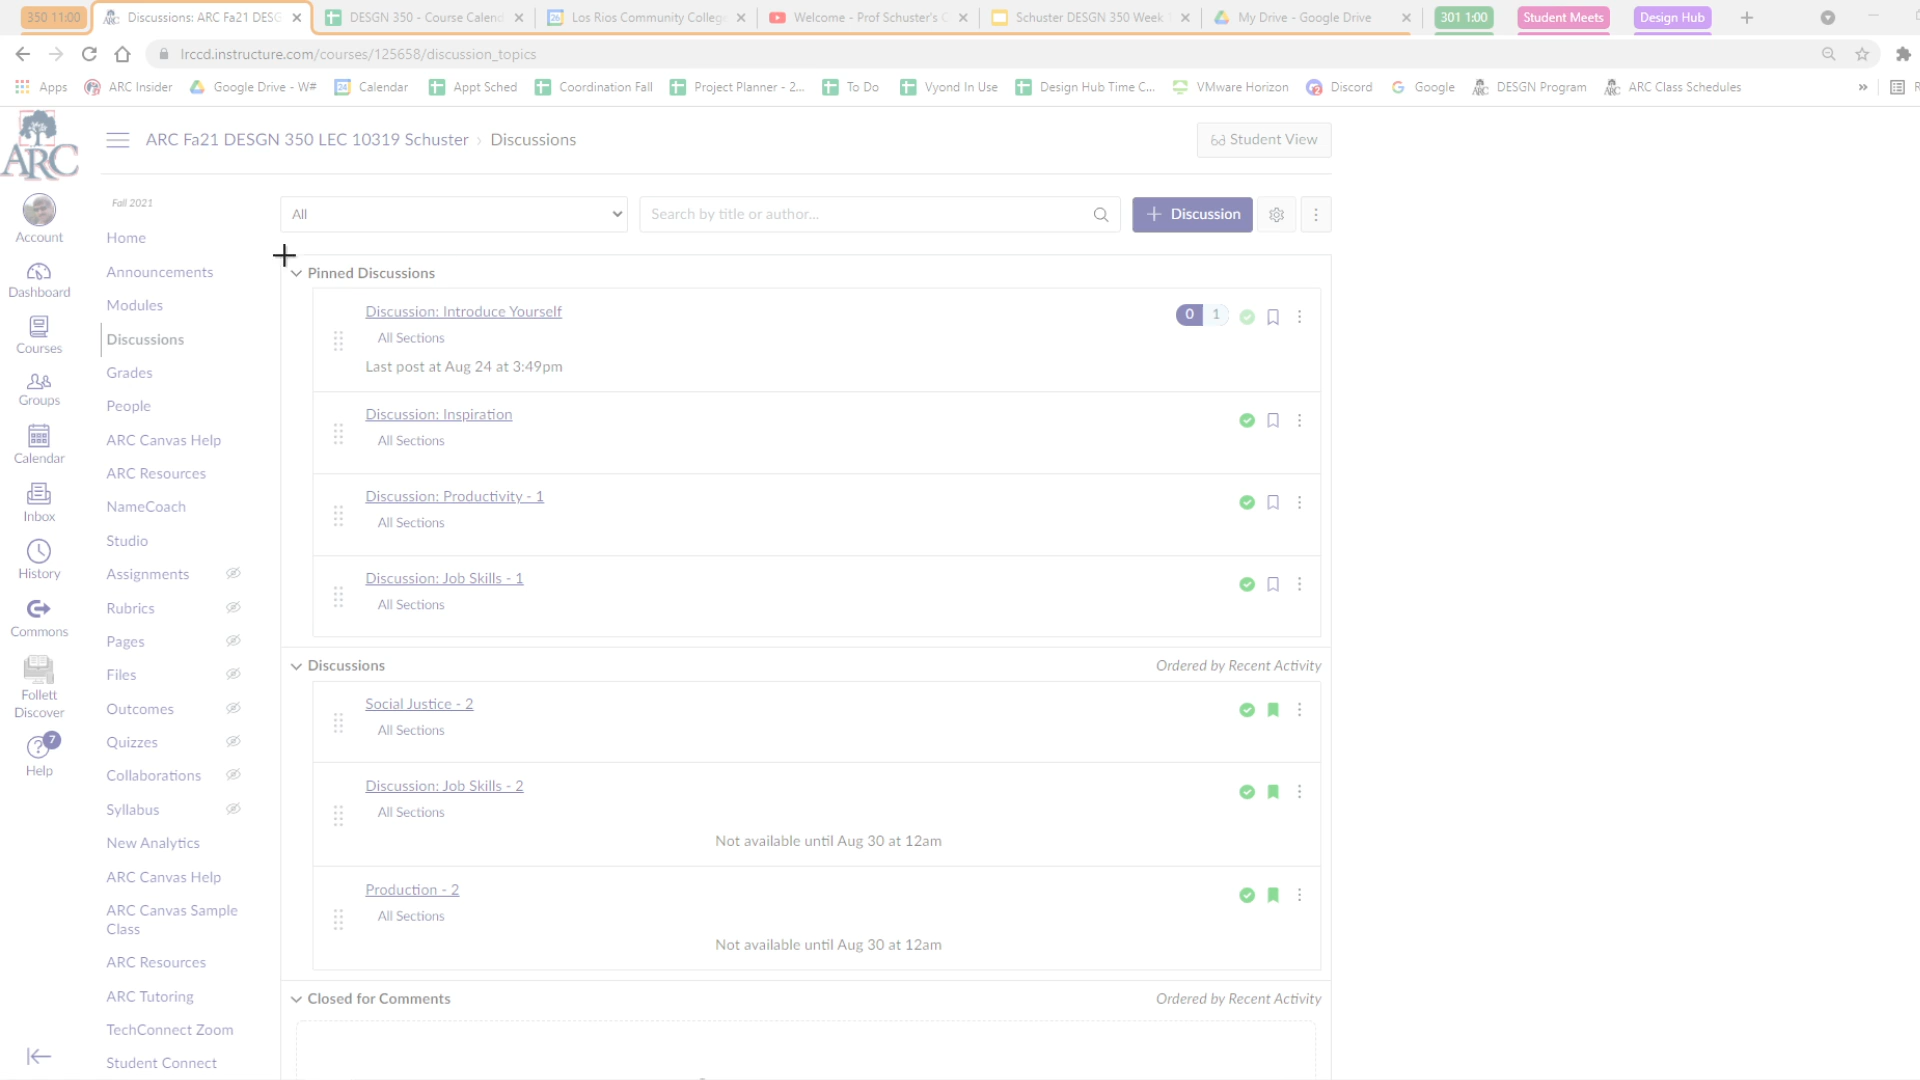 350 11:00
Discussions: ARC Fa21 DESG
DESGN 350 - Course Calend
Los Rios Community Colleg
Welcome - Prof Schuster's C
Schuster DESGN 350 Week
My Drive - Google Drive
301 1:00
Student Meets
Design Hub
lrccd.instructure.com/courses/125658/discussion_topics
Apps
ARC Insider
Google Drive - W#
Calendar
Appt Sched
Coordination Fall
Project Planner - 2...
To Do
Vyond In Use
Design Hub Time C...
VMware Horizon
Discord
Google
DESGN Program
ARC Class Schedules
»
R
ARC
ARC Fa21 DESGN 350 LEC 10319 Schuster › Discussions
Student View
Account
Dashboard
Courses
Groups
Calendar
Inbox
History
Commons
Follett
Discover
7
Help
Fall 2021
Home
Announcements
Modules
Discussions
Grades
People
ARC Canvas Help
ARC Resources
NameCoach
Studio
Assignments
Rubrics
Pages
Files
Outcomes
Quizzes
Collaborations
Syllabus
New Analytics
ARC Canvas Help
ARC Canvas Sample
Class
ARC Resources
ARC Tutoring
TechConnect Zoom
Student Connect
All
Search by title or author...
+ Discussion
Pinned Discussions
Discussion: Introduce Yourself
All Sections
Last post at Aug 24 at 3:49pm
0 1
Discussion: Inspiration
All Sections
Discussion: Productivity - 1
All Sections
Discussion: Job Skills - 1
All Sections
Discussions
Ordered by Recent Activity
Social Justice - 2
All Sections
Discussion: Job Skills - 2
All Sections
Not available until Aug 30 at 12am
Production - 2
All Sections
Not available until Aug 30 at 12am
Closed for Comments
Ordered by Recent Activity